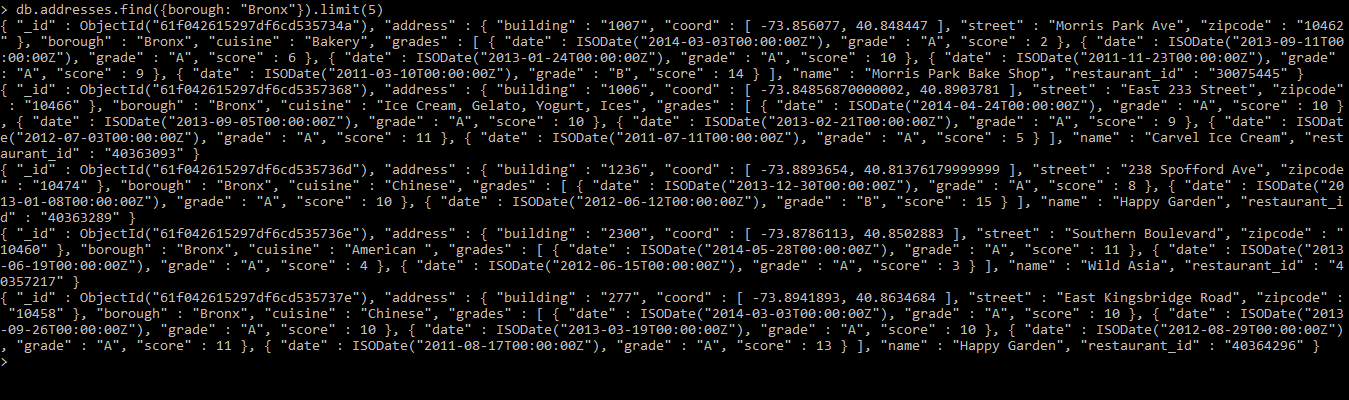 > db.addresses.find({borough: "Bronx"}).limit(5)
{ "_id" : ObjectId("61f042615297df6cd535734a"), "address" : { "building" : "1007", "coord" : [ -73.856077, 40.848447 ], "street" : "Morris Park Ave", "zipcode" : "10462
" }, "borough" : "Bronx", "cuisine" : "Bakery", "grades" : [ { "date" : ISODate("2014-03-03T00:00:00Z"), "grade" : "A", "score" : 2 }, { "date" : ISODate("2013-09-11T00
:00:00Z"), "grade" : "A", "score" : 6 }, { "date" : ISODate("2013-01-24T00:00:00Z"), "grade" : "A", "score" : 10 }, { "date" : ISODate("2011-11-23T00:00:00Z"), "grade"
: "A", "score" : 9 }, { "date" : ISODate("2011-03-10T00:00:00Z"), "grade" : "B", "score" : 14 } ], "name" : "Morris Park Bake Shop", "restaurant_id" : "30075445" }
{ "_id" : ObjectId("61f042615297df6cd5357368"), "address" : { "building" : "1006", "coord" : [ -73.84856870000002, 40.8903781 ], "street" : "East 233 Street", "zipcode"
 : "10466" }, "borough" : "Bronx", "cuisine" : "Ice Cream, Gelato, Yogurt, Ices", "grades" : [ { "date" : ISODate("2014-04-24T00:00:00Z"), "grade" : "A", "score" : 10 }
, { "date" : ISODate("2013-09-05T00:00:00Z"), "grade" : "A", "score" : 10 }, { "date" : ISODate("2013-02-21T00:00:00Z"), "grade" : "A", "score" : 9 }, { "date" : ISODat
e("2012-07-03T00:00:00Z"), "grade" : "A", "score" : 11 }, { "date" : ISODate("2011-07-11T00:00:00Z"), "grade" : "A", "score" : 5 } ], "name" : "Carvel Ice Cream", "rest
aurant_id" : "40363093" }
{ "_id" : ObjectId("61f042615297df6cd535736d"), "address" : { "building" : "1236", "coord" : [ -73.8893654, 40.81376179999999 ], "street" : "238 Spofford Ave", "zipcode
" : "10474" }, "borough" : "Bronx", "cuisine" : "Chinese", "grades" : [ { "date" : ISODate("2013-12-30T00:00:00Z"), "grade" : "A", "score" : 8 }, { "date" : ISODate("20
13-01-08T00:00:00Z"), "grade" : "A", "score" : 10 }, { "date" : ISODate("2012-06-12T00:00:00Z"), "grade" : "B", "score" : 15 } ], "name" : "Happy Garden", "restaurant_i
d" : "40363289" }
{ "_id" : ObjectId("61f042615297df6cd535736e"), "address" : { "building" : "2300", "coord" : [ -73.8786113, 40.8502883 ], "street" : "Southern Boulevard", "zipcode" : "
10460" }, "borough" : "Bronx", "cuisine" : "American ", "grades" : [ { "date" : ISODate("2014-05-28T00:00:00Z"), "grade" : "A", "score" : 11 }, { "date" : ISODate("2013
-06-19T00:00:00Z"), "grade" : "A", "score" : 4 }, { "date" : ISODate("2012-06-15T00:00:00Z"), "grade" : "A", "score" : 3 } ], "name" : "Wild Asia", "restaurant_id" : "4
0357217" }
{ "_id" : ObjectId("61f042615297df6cd535737e"), "address" : { "building" : "277", "coord" : [ -73.8941893, 40.8634684 ], "street" : "East Kingsbridge Road", "zipcode" :
 "10458" }, "borough" : "Bronx", "cuisine" : "Chinese", "grades" : [ { "date" : ISODate("2014-03-03T00:00:00Z"), "grade" : "A", "score" : 10 }, { "date" : ISODate("2013
-09-26T00:00:00Z"), "grade" : "A", "score" : 10 }, { "date" : ISODate("2013-03-19T00:00:00Z"), "grade" : "A", "score" : 10 }, { "date" : ISODate("2012-08-29T00:00:00Z")
, "grade" : "A", "score" : 11 }, { "date" : ISODate("2011-08-17T00:00:00Z"), "grade" : "A", "score" : 13 } ], "name" : "Happy Garden", "restaurant_id" : "40364296" }
>